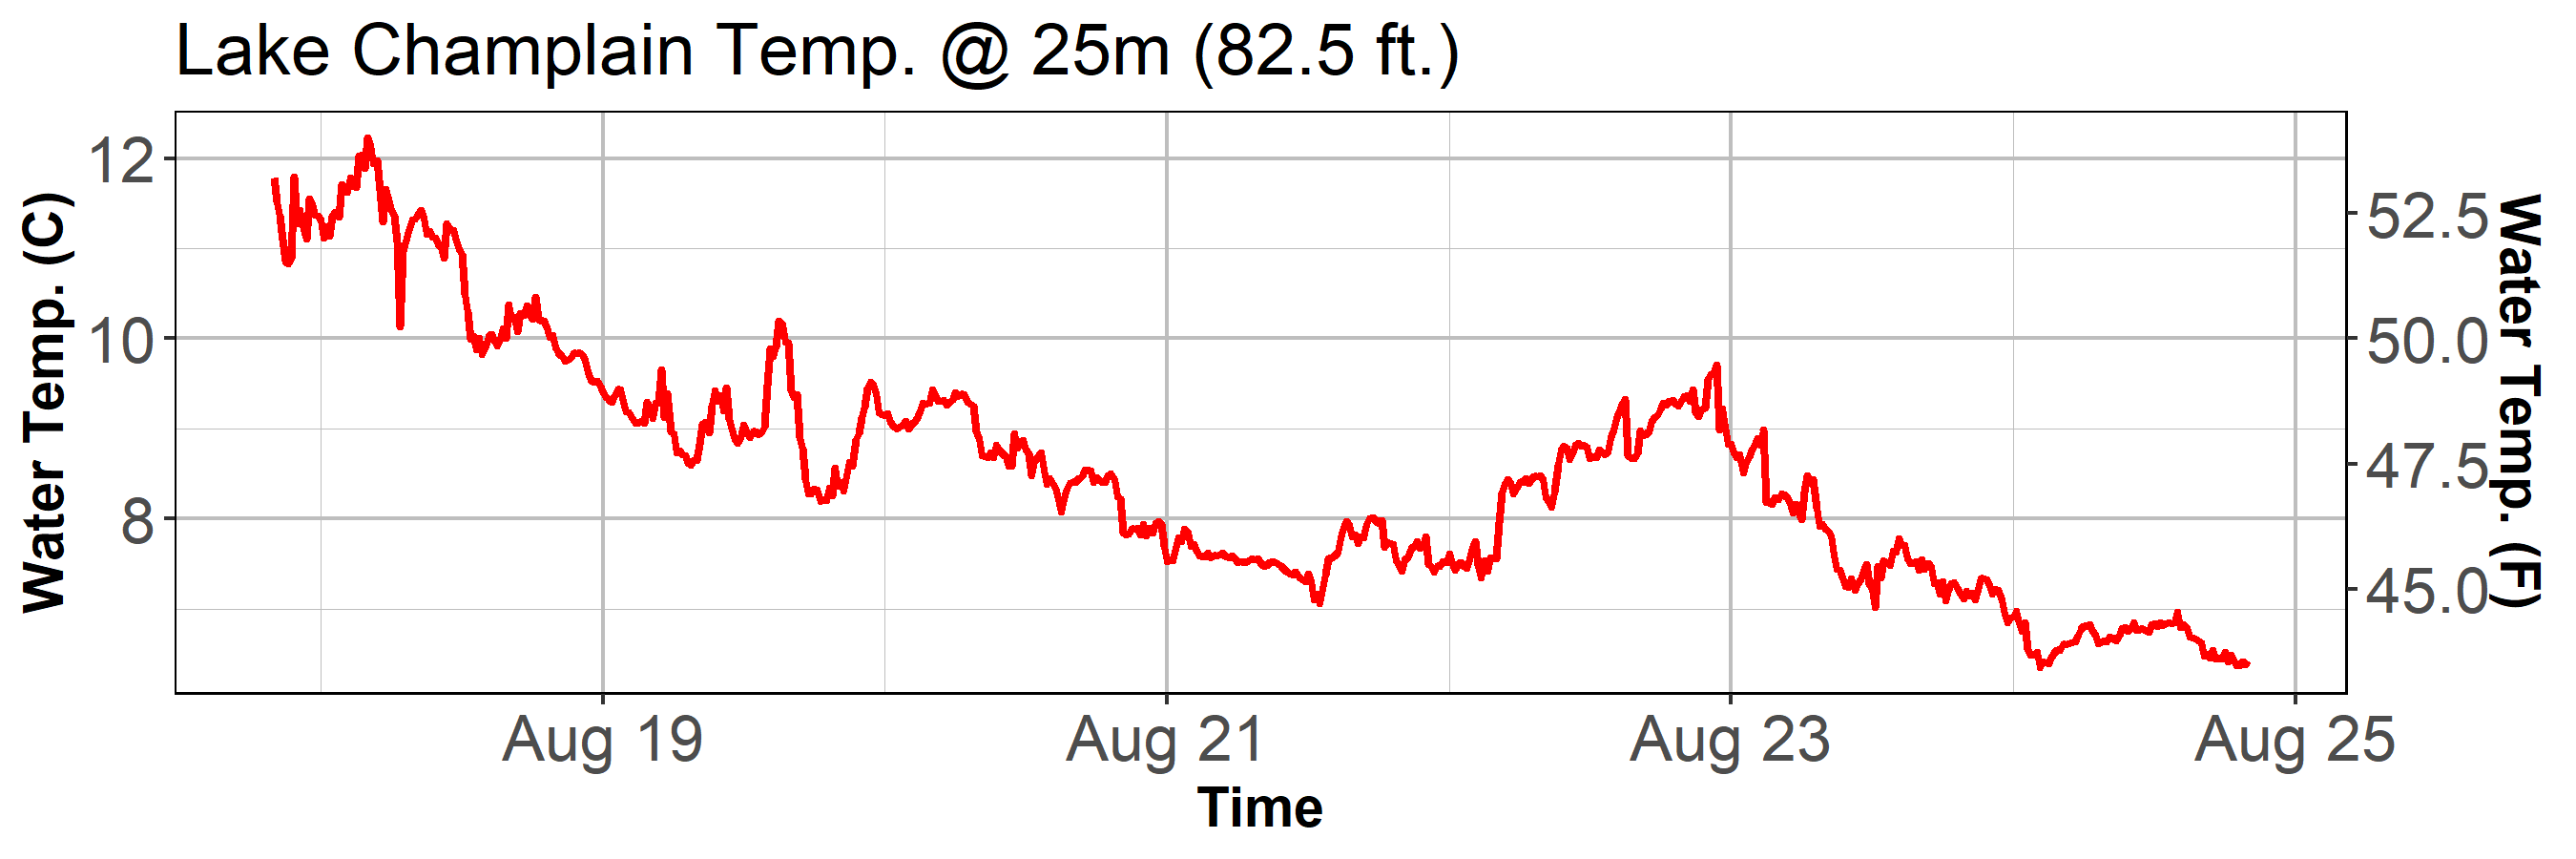 Lake Champlain Temp. @ 25m (82.5 ft.)
Water Temp. (C)
12
10
8
52.5
50.0
47.5
45.0
Water Temp. (F)
Aug 19
Aug 21
Aug 23
Aug 25
Time